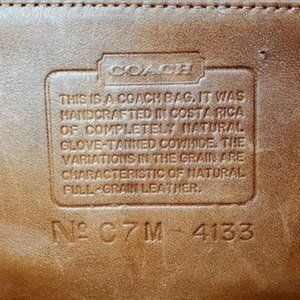 COACH
THIS IS A COACH BAG. IT WAS
HANDCRAFTED IN COSTA RICA
OF COMPLETELY NATURAL
GLOVE-TANNED COWHIDE. THE
VARIATIONS IN THE GRAIN ARE
CHARACTERISTIC OF NATURAL
FULL-GRAIN LEATHER.
No C7M - 4133